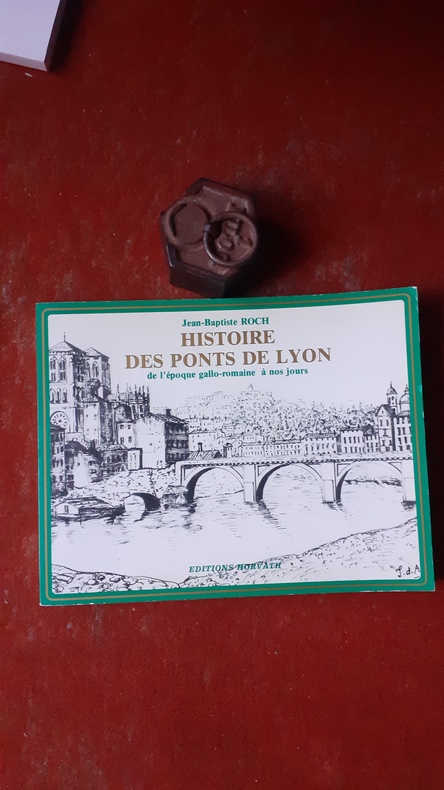 Jean-Baptiste ROCH
HISTOIRE
DES PONTS DE LYON
de l'époque gallo-romaine à nos jours
EDITIONS HORVATH
J.d.A